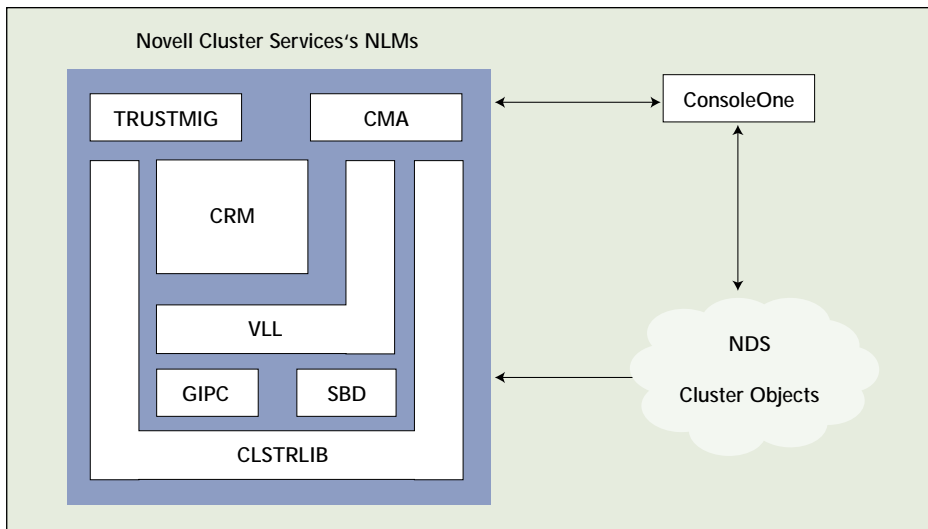 Novell Cluster Services‘s NLMs
TRUSTMIG
CMA
ConsoleOne
CRM
VLL
NDS
Cluster Objects
GIPC
SBD
CLSTRLIB